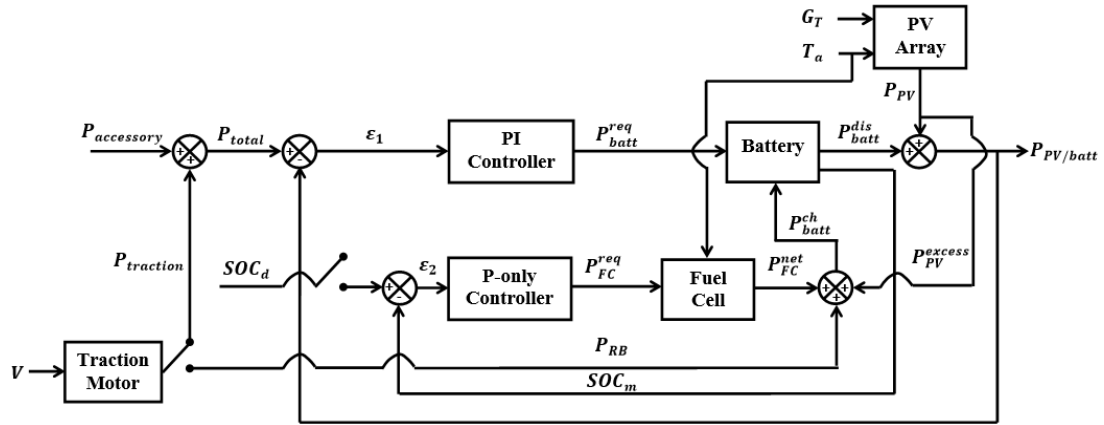 G_T
PV Array
T_a
P_PV
P_accessory
P_total
ε_1
PI Controller
P_batt^req
Battery
P_batt^dis
P_PV/batt
+
+
+
-
+
+
P_traction
P_batt^ch
SOC_d
ε_2
P-only Controller
P_FC^req
Fuel Cell
P_FC^net
P_PV^excess
+
-
+
+
+
P_RB
V
Traction Motor
SOC_m